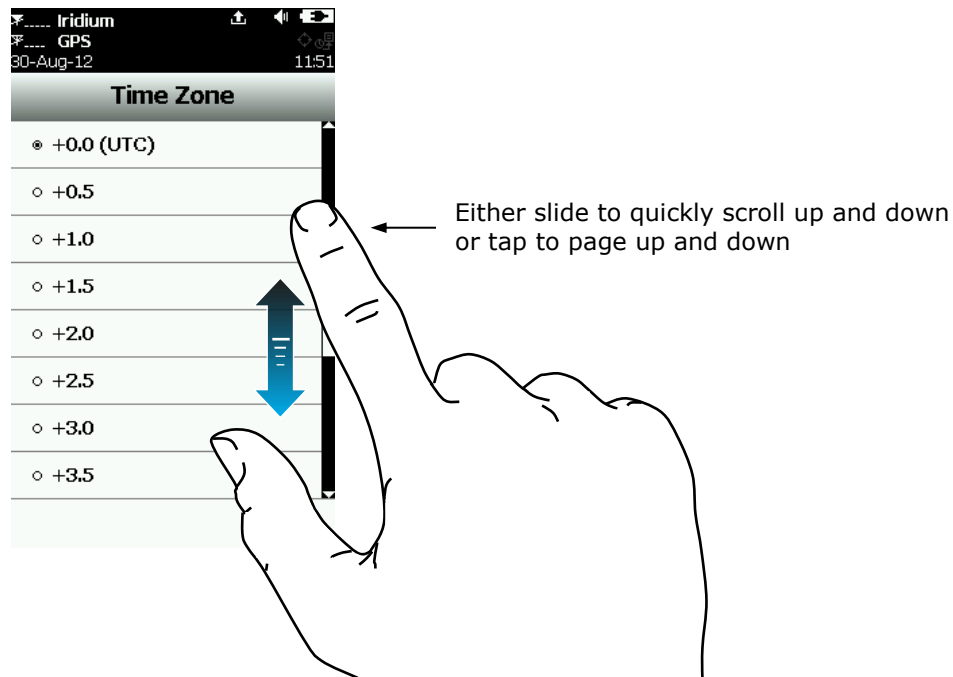 Iridium
GPS
30-Aug-12 11:51
Time Zone
+0.0 (UTC)
+0.5
+1.0
+1.5
+2.0
+2.5
+3.0
+3.5
Either slide to quickly scroll up and down
or tap to page up and down